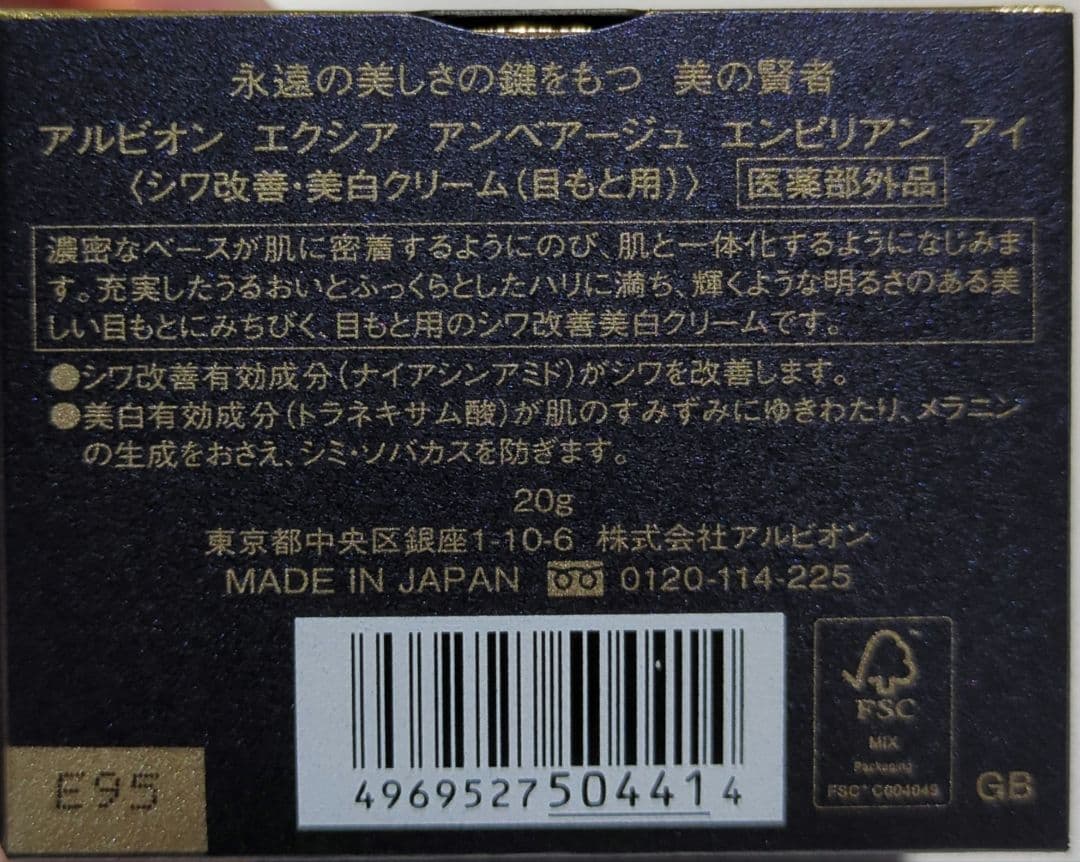 永遠の美しさの鍵をもつ 美の賢者
アルビオン エクシア アンベアージュ エンピリアン アイ
〈シワ改善・美白クリーム(目もと用)〉 医薬部外品
濃密なベースが肌に密着するようにのび、肌と一体化するようになじみま
す。充実したうるおいとふっくらとしたハリに満ち、輝くような明るさのある美
しい目もとにみちびく、目もと用のシワ改善美白クリームです。
●シワ改善有効成分(ナイアシンアミド)がシワを改善します。
●美白有効成分(トラネキサム酸)が肌のすみずみにゆきわたり、メラニン
の生成をおさえ、シミ・ソバカスを防ぎます。
20g
東京都中央区銀座1-10-6 株式会社アルビオン
MADE IN JAPAN 0120-114-225
4969527504414
FSC
MIX
Packaging
FSC® C004049
GB
E95